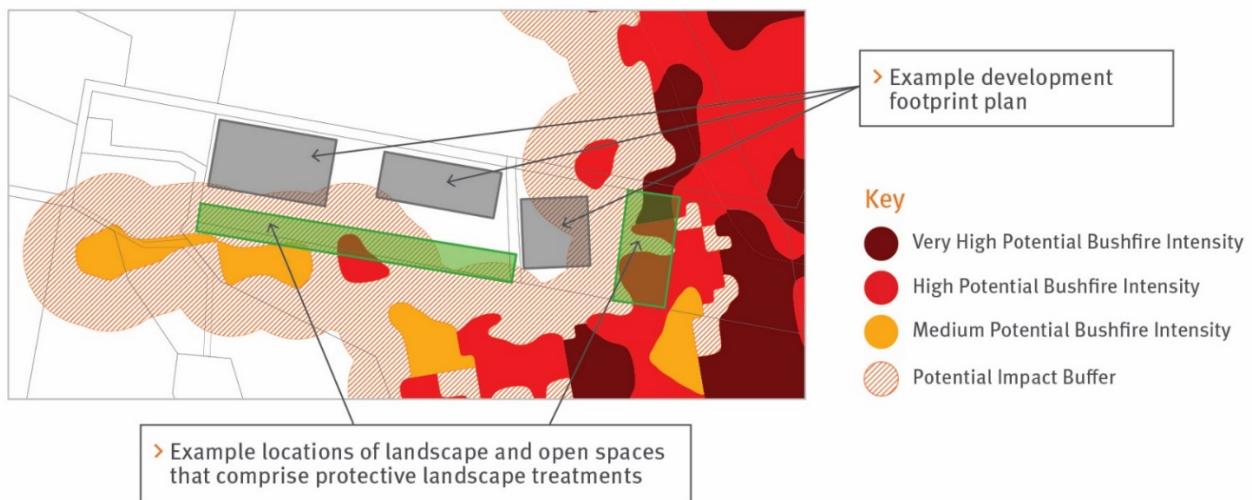 > Example development
footprint plan
Key
Very High Potential Bushfire Intensity
High Potential Bushfire Intensity
Medium Potential Bushfire Intensity
Potential Impact Buffer
> Example locations of landscape and open spaces
that comprise protective landscape treatments